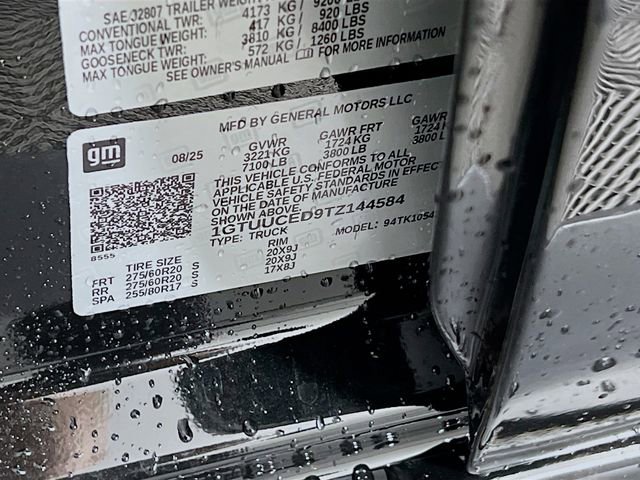 SAE J2807 TRAILER WEIGHT
CONVENTIONAL TWR: 4173 KG / 9200 LBS
MAX TONGUE WEIGHT: 417 KG / 920 LBS
GOOSENECK TWR: 3810 KG / 8400 LBS
MAX TONGUE WEIGHT: 572 KG / 1260 LBS
SEE OWNER'S MANUAL FOR MORE INFORMATION
MFD BY GENERAL MOTORS LLC
gm
08/25
GVWR GAWR FRT GAWR
3221 KG 1724 KG 1724 K
7100 LB 3800 LB 3800 L
THIS VEHICLE CONFORMS TO ALL
APPLICABLE U.S. FEDERAL MOTOR
VEHICLE SAFETY STANDARDS IN EFFEC
ON THE DATE OF MANUFACTURE
SHOWN ABOVE.
1GTUUCED9TZ144584
TYPE: TRUCK MODEL: 94TK1054
8555
TIRE SIZE RIM
FRT 275/60R20 S 20X9J
RR 275/60R20 S 20X9J
SPA 255/80R17 S 17X8J